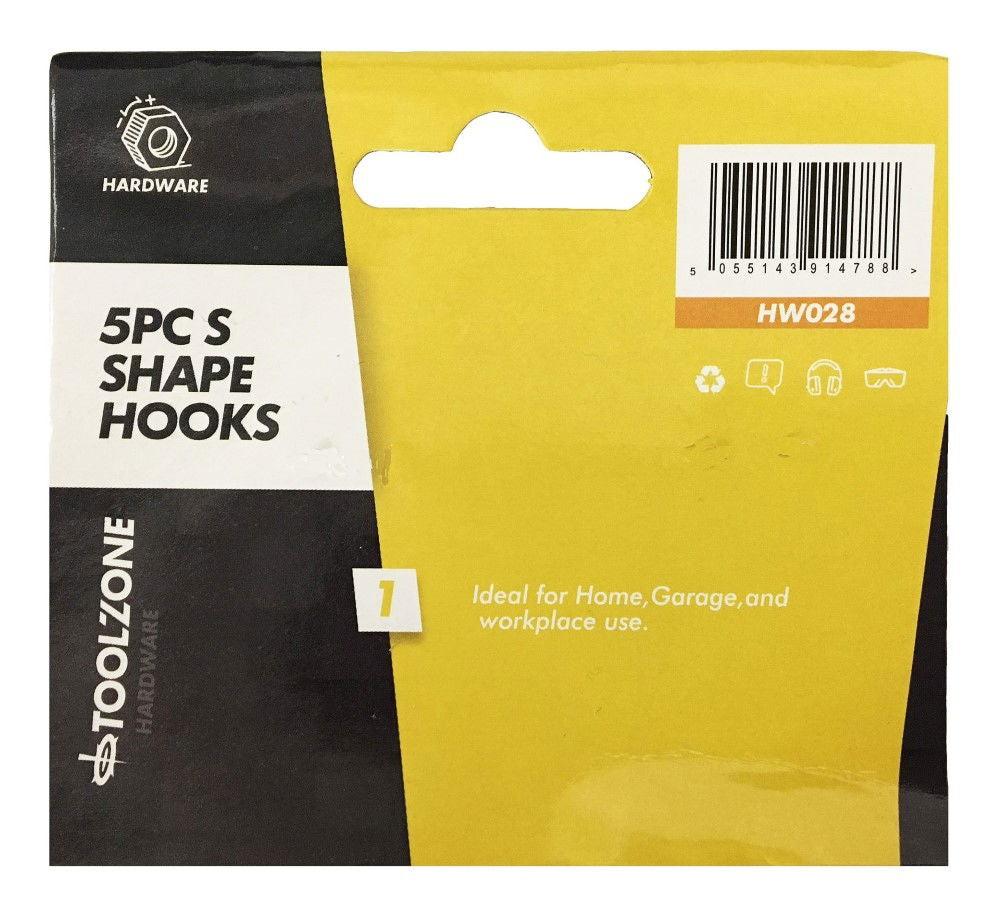 HARDWARE
5PC S
SHAPE
HOOKS
TOOLZONE
HARDWARE
5 055143 914788 >
HW028
1
Ideal for Home,Garage,and
workplace use.